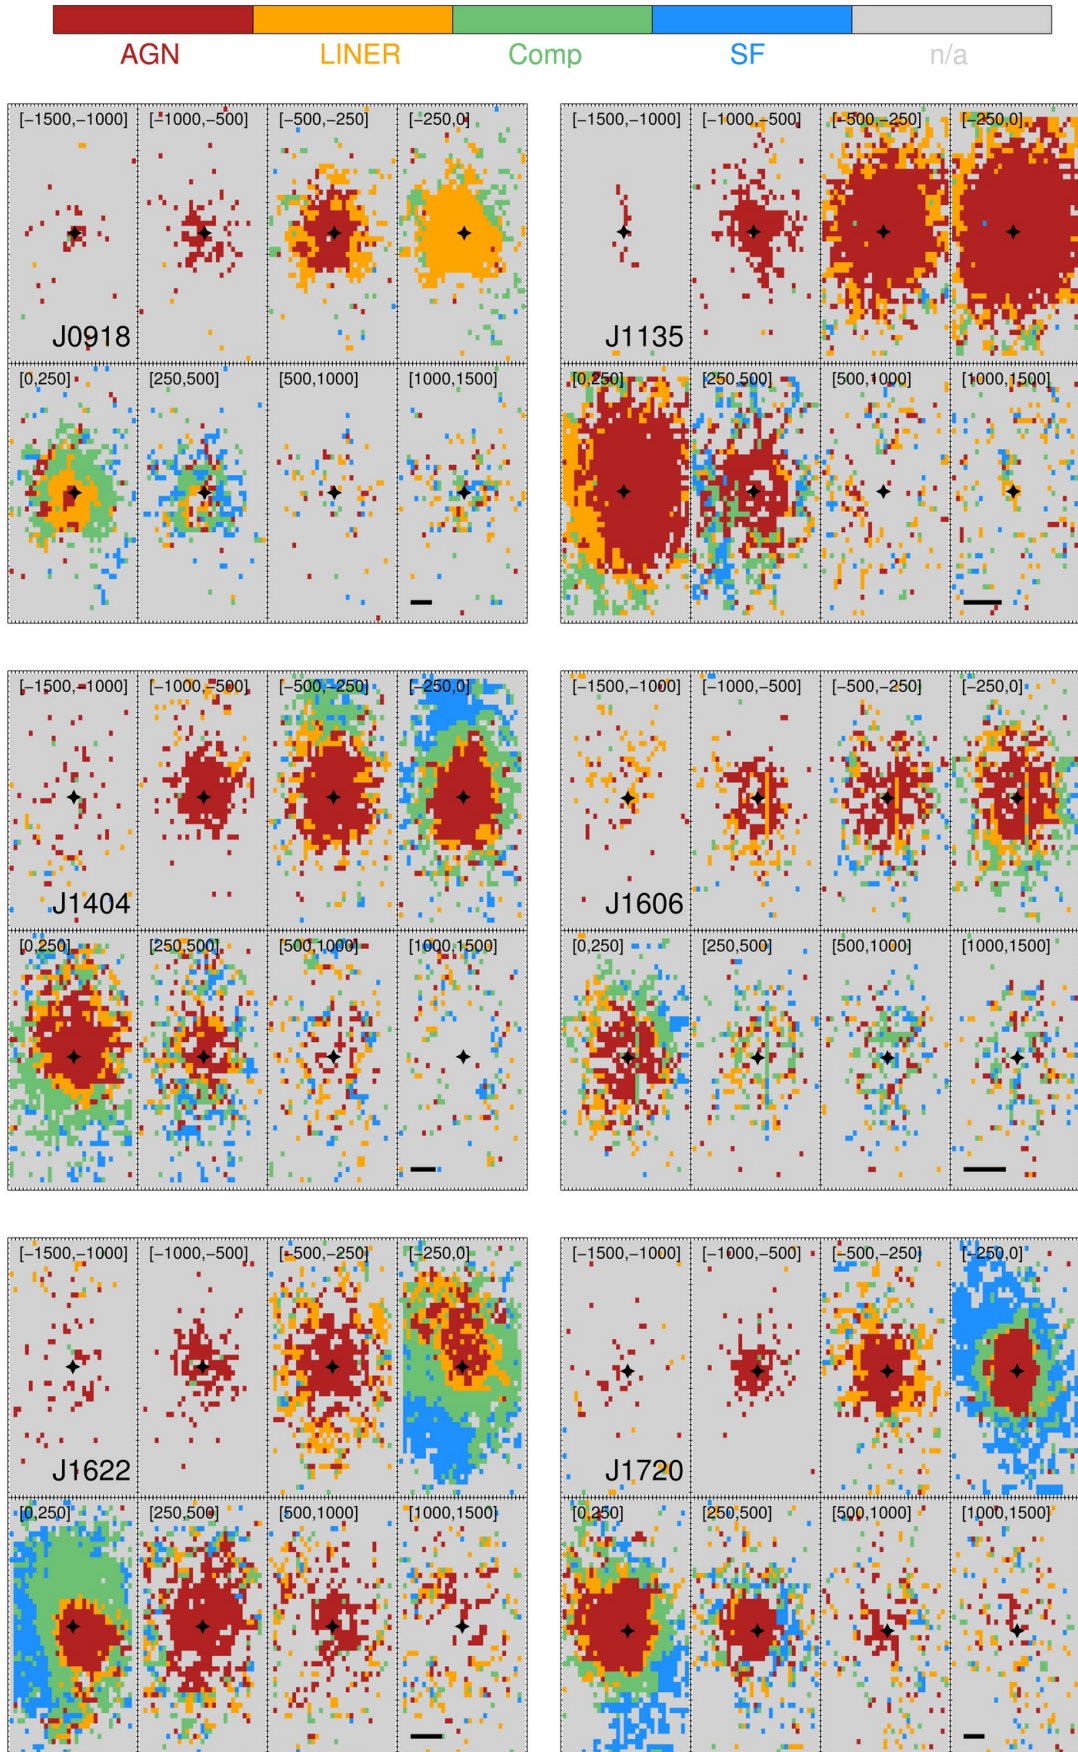 AGN LINER Comp SF n/a
[−1500,−1000] [−1000,−500] [−500,−250] [−250,0] [−1500,−1000] [−1000,−500] [−500,−250] [−250,0]
J0918 J1135
[0,250] [250,500] [500,1000] [1000,1500] [0,250] [250,500] [500,1000] [1000,1500]
[−1500,−1000] [−1000,−500] [−500,−250] [−250,0] [−1500,−1000] [−1000,−500] [−500,−250] [−250,0]
J1404 J1606
[0,250] [250,500] [500,1000] [1000,1500] [0,250] [250,500] [500,1000] [1000,1500]
[−1500,−1000] [−1000,−500] [−500,−250] [−250,0] [−1500,−1000] [−1000,−500] [−500,−250] [−250,0]
J1622 J1720
[0,250] [250,500] [500,1000] [1000,1500] [0,250] [250,500] [500,1000] [1000,1500]